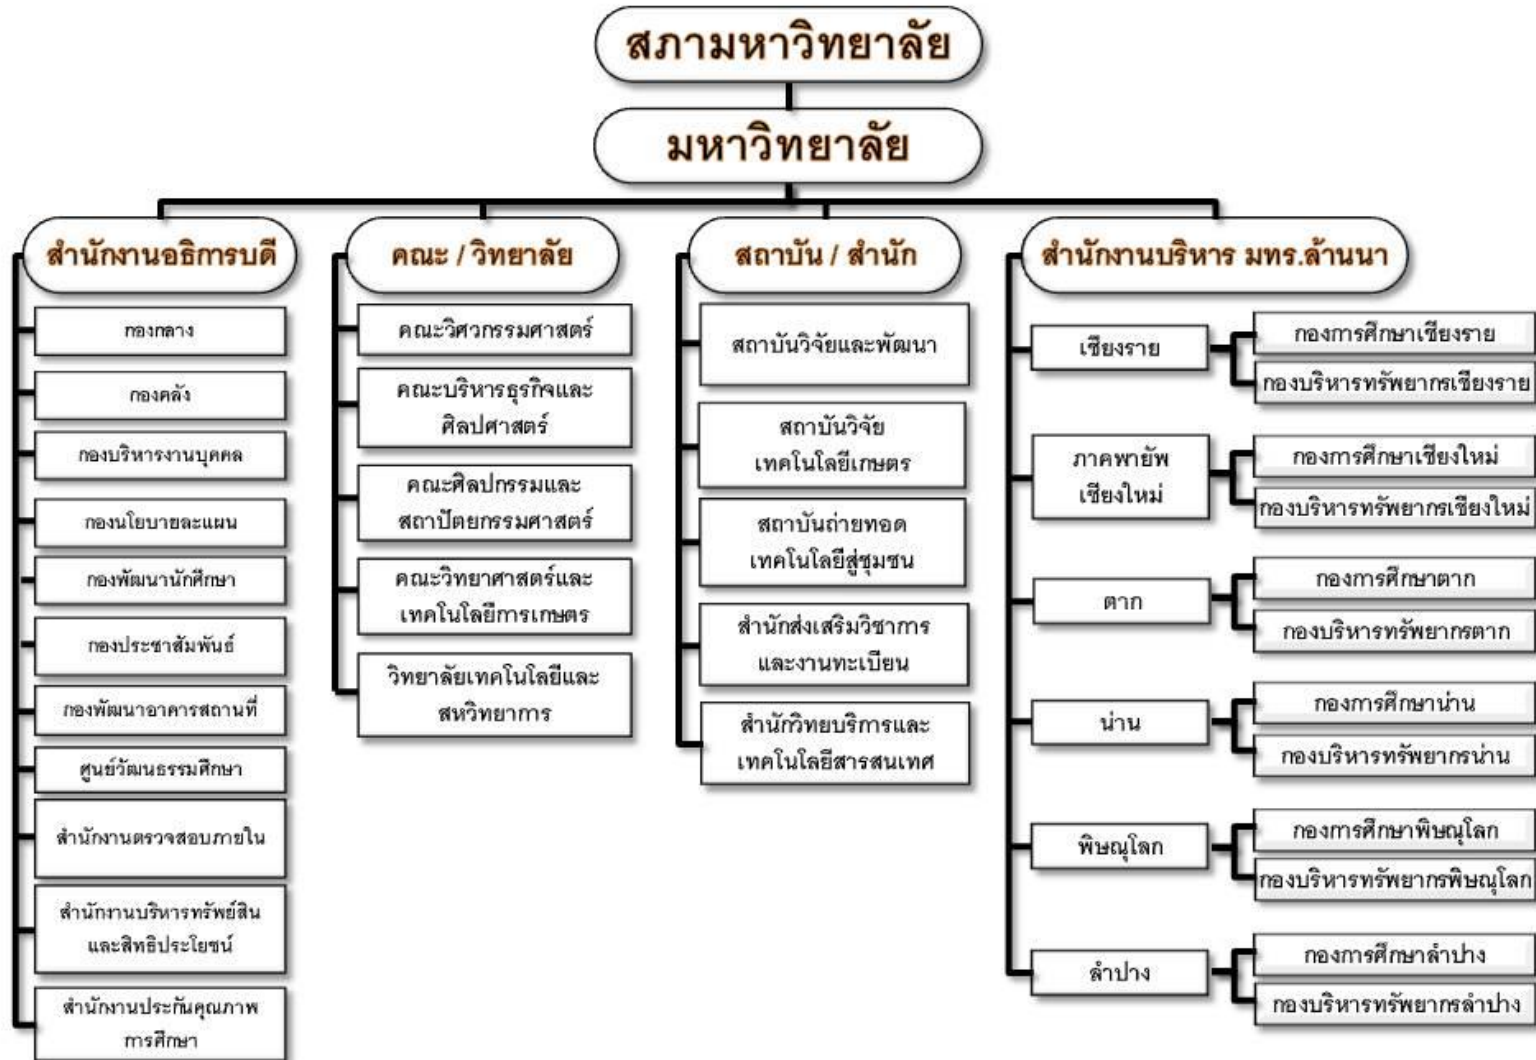 สภามหาวิทยาลัย
มหาวิทยาลัย
สำนักงานอธิการบดี
กองกลาง
กองคลัง
กองบริหารงานบุคคล
กองนโยบายละแผน
กองพัฒนานักศึกษา
กองประชาสัมพันธ์
กองพัฒนาอาคารสถานที่
ศูนย์วัฒนธรรมศึกษา
สำนักงานตรวจสอบภายใน
สำนักงานบริหารทรัพย์สิน
และสิทธิประโยชน์
สำนักงานประกันคุณภาพ
การศึกษา
คณะ / วิทยาลัย
คณะวิศวกรรมศาสตร์
คณะบริหารธุรกิจและ
ศิลปศาสตร์
คณะศิลปกรรมและ
สถาปัตยกรรมศาสตร์
คณะวิทยาศาสตร์และ
เทคโนโลยีการเกษตร
วิทยาลัยเทคโนโลยีและ
สหวิทยาการ
สถาบัน / สำนัก
สถาบันวิจัยและพัฒนา
สถาบันวิจัย
เทคโนโลยีเกษตร
สถาบันถ่ายทอด
เทคโนโลยีสู่ชุมชน
สำนักส่งเสริมวิชาการ
และงานทะเบียน
สำนักวิทยบริการและ
เทคโนโลยีสารสนเทศ
สำนักงานบริหาร มทร.ล้านนา
เชียงราย
กองการศึกษาเชียงราย
กองบริหารทรัพยากรเชียงราย
ภาคพายัพ
เชียงใหม่
กองการศึกษาเชียงใหม่
กองบริหารทรัพยากรเชียงใหม่
ตาก
กองการศึกษาตาก
กองบริหารทรัพยากรตาก
น่าน
กองการศึกษาน่าน
กองบริหารทรัพยากรน่าน
พิษณุโลก
กองการศึกษาพิษณุโลก
กองบริหารทรัพยากรพิษณุโลก
ลำปาง
กองการศึกษาลำปาง
กองบริหารทรัพยากรลำปาง